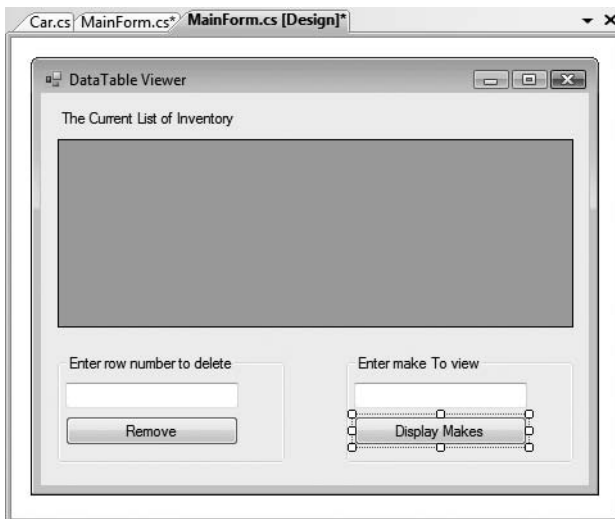 Car.cs MainForm.cs* MainForm.cs [Design]*
DataTable Viewer
The Current List of Inventory
Enter row number to delete
Enter make To view
Remove
Display Makes